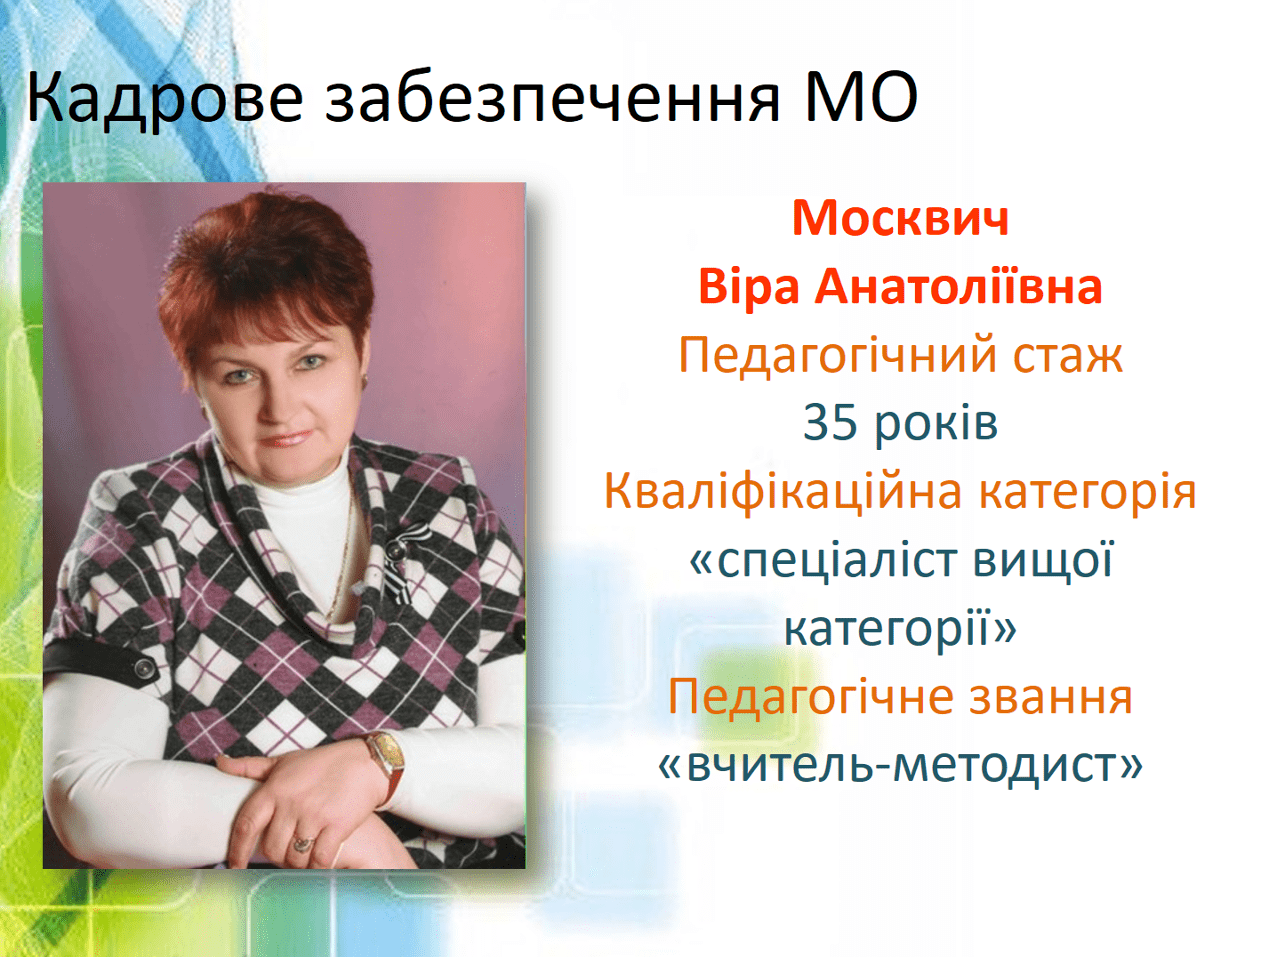 Кадрове забезпечення МО
Москвич
Віра Анатоліївна
Педагогічний стаж
35 років
Кваліфікаційна категорія
«спеціаліст вищої
категорії»
Педагогічне звання
«вчитель-методист»